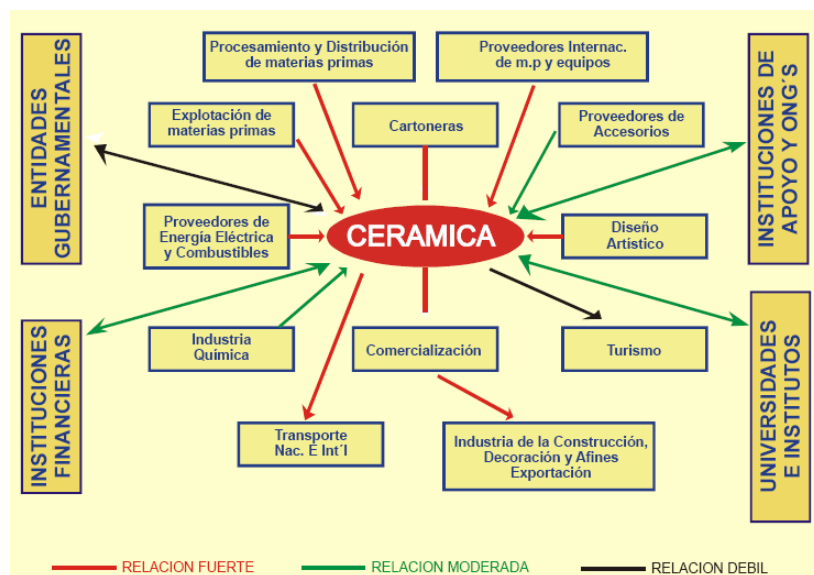 ENTIDADES
GUBERNAMENTALES
Procesamiento y Distribución
de materias primas
Proveedores Internac.
de m.p y equipos
INSTITUCIONES DE
APOYO Y ONG´S
Explotación de
materias primas
Cartoneras
Proveedores de
Accesorios
Proveedores de
Energía Eléctrica
y Combustibles
CERAMICA
Diseño
Artístico
INSTITUCIONES
FINANCIERAS
Industria
Química
Comercialización
Turismo
UNIVERSIDADES
E INSTITUTOS
Transporte
Nac. E Int´l
Industria de la Construcción,
Decoración y Afines
Exportación
RELACION FUERTE
RELACION MODERADA
RELACION DEBIL